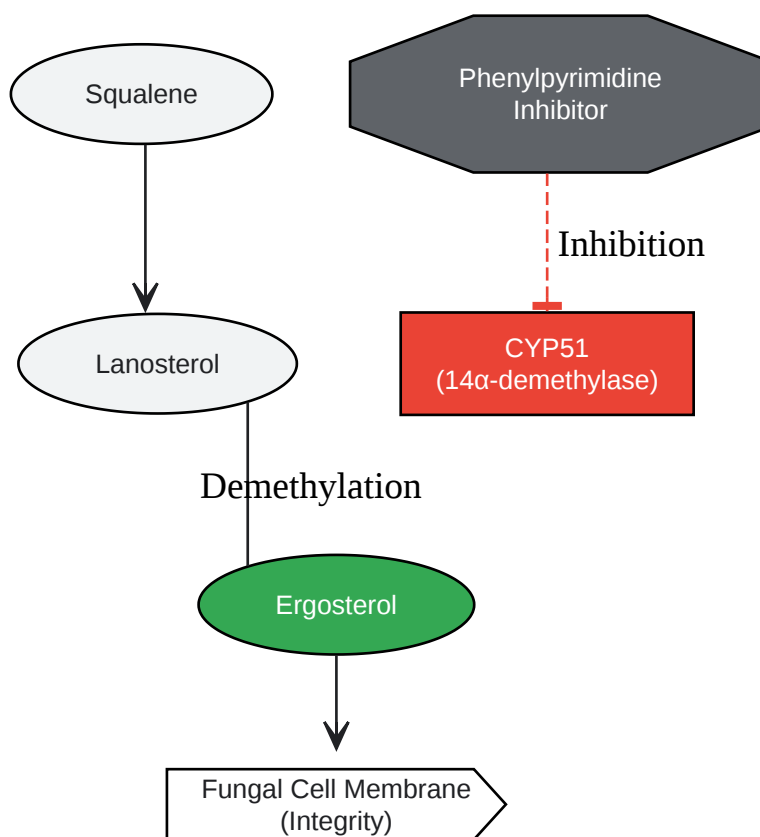 Squalene
Phenylpyrimidine
Inhibitor
Inhibition
Lanosterol
CYP51
(14α-demethylase)
Demethylation
Ergosterol
Fungal Cell Membrane
(Integrity)